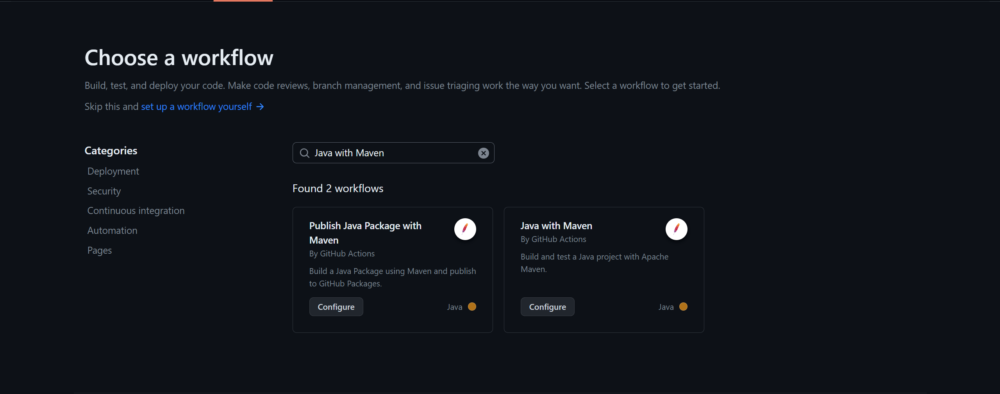 Choose a workflow
Build, test, and deploy your code. Make code reviews, branch management, and issue triaging work the way you want. Select a workflow to get started.
Skip this and set up a workflow yourself →
Categories
Deployment
Security
Continuous integration
Automation
Pages
Java with Maven
Found 2 workflows
Publish Java Package with
Maven
By GitHub Actions
Build a Java Package using Maven and publish
to GitHub Packages.
Configure
Java
Java with Maven
By GitHub Actions
Build and test a Java project with Apache
Maven.
Configure
Java